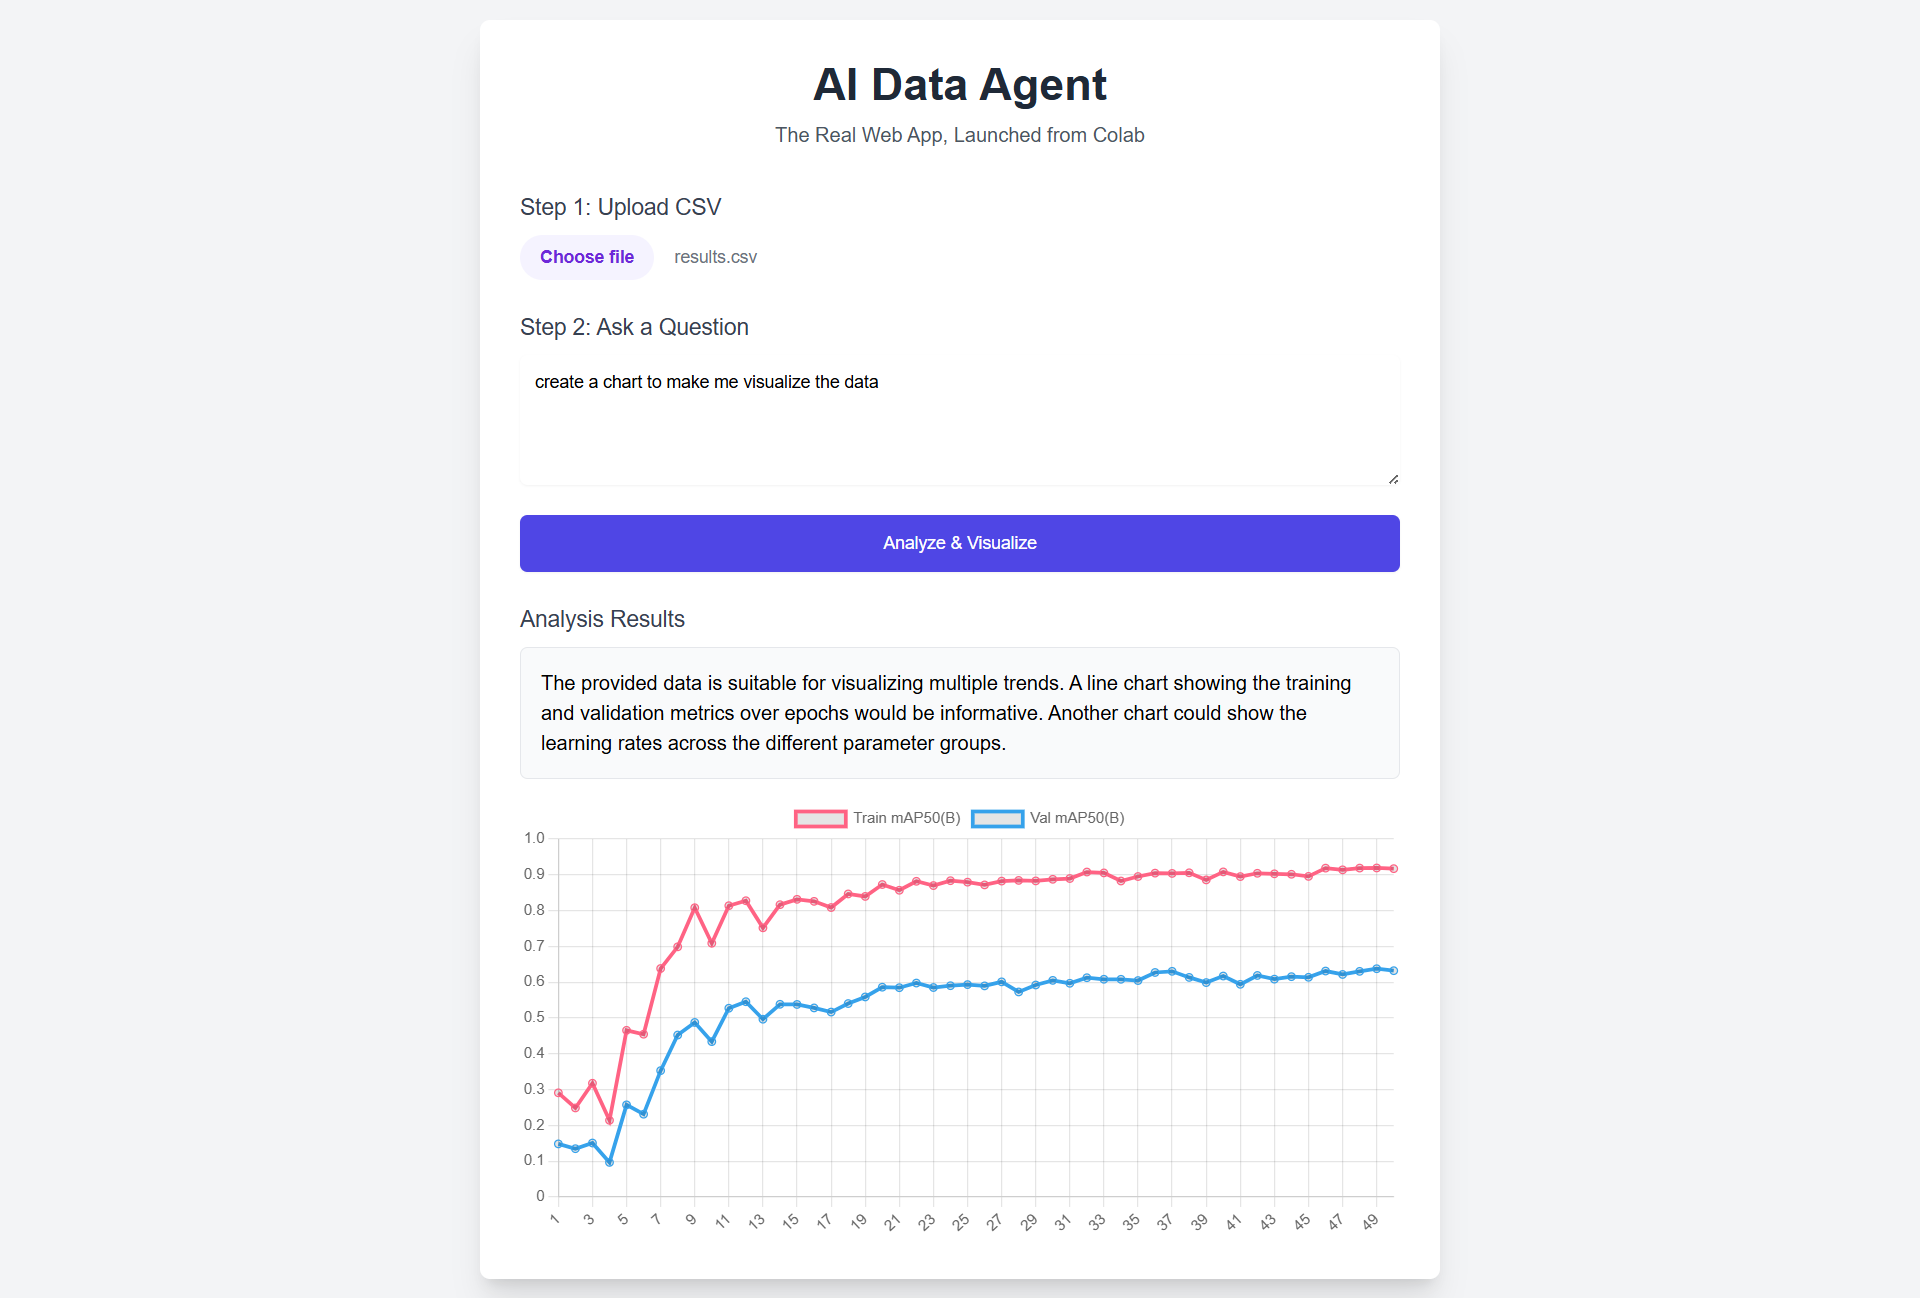 AI Data Agent
The Real Web App, Launched from Colab
Step 1: Upload CSV
Choose file results.csv
Step 2: Ask a Question
create a chart to make me visualize the data
Analyze & Visualize
Analysis Results
The provided data is suitable for visualizing multiple trends. A line chart showing the training
and validation metrics over epochs would be informative. Another chart could show the
learning rates across the different parameter groups.
Train mAP50(B) Val mAP50(B)
1.0
0.9
0.8
0.7
0.6
0.5
0.4
0.3
0.2
0.1
0
1 3 5 7 9 11 13 15 17 19 21 23 25 27 29 31 33 35 37 39 41 43 45 47 49